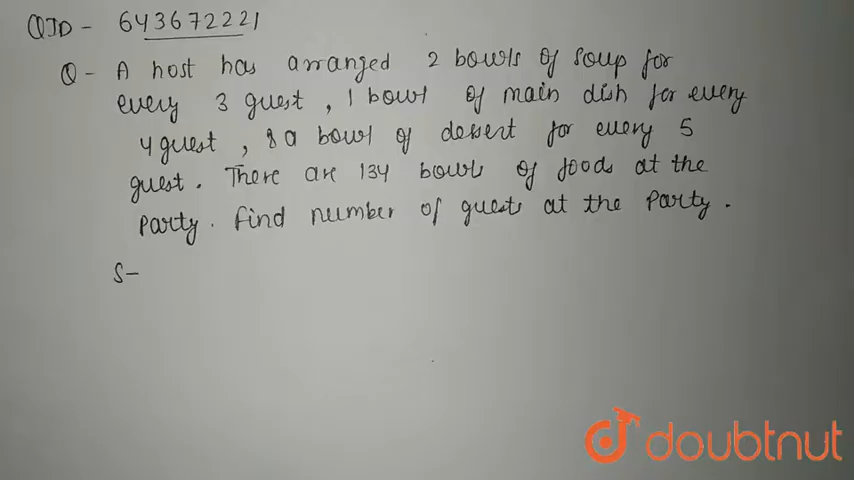 QID - 643672221
Q - A host has arranged 2 bowls of soup for
every 3 guest, 1 bowl of main dish for every
4 guest, & a bowl of dessert for every 5
guest. There are 134 bowls of foods at the
party. find number of guests at the party.
S-
doubtnut